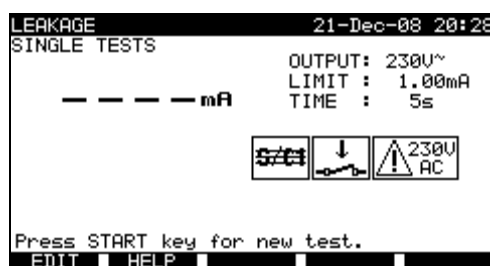 LEAKAGE 21-Dec-08 20:28
SINGLE TESTS
OUTPUT: 230V~
LIMIT : 1.00mA
TIME : 5s
– – – – mA
S/C1
230V
AC
Press START key for new test.
EDIT HELP